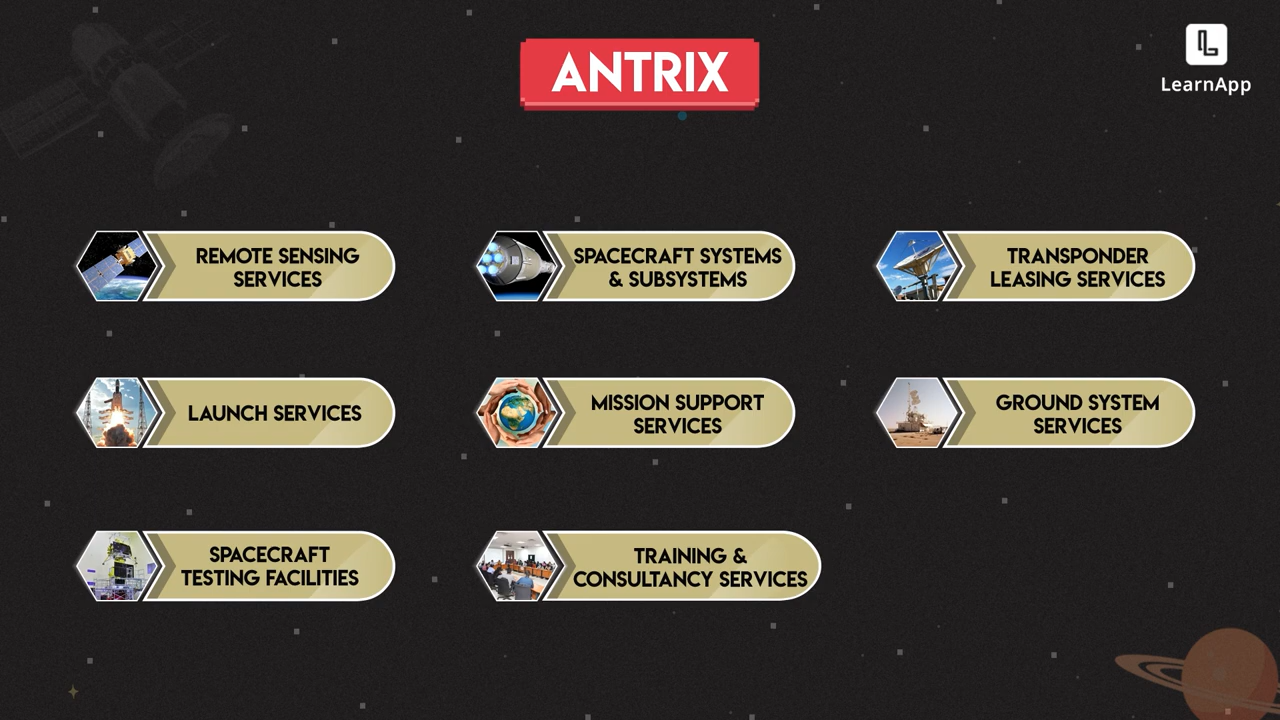 ANTRIX
LearnApp
REMOTE SENSING
SERVICES
SPACECRAFT SYSTEMS
& SUBSYSTEMS
TRANSPONDER
LEASING SERVICES
LAUNCH SERVICES
MISSION SUPPORT
SERVICES
GROUND SYSTEM
SERVICES
SPACECRAFT
TESTING FACILITIES
TRAINING &
CONSULTANCY SERVICES